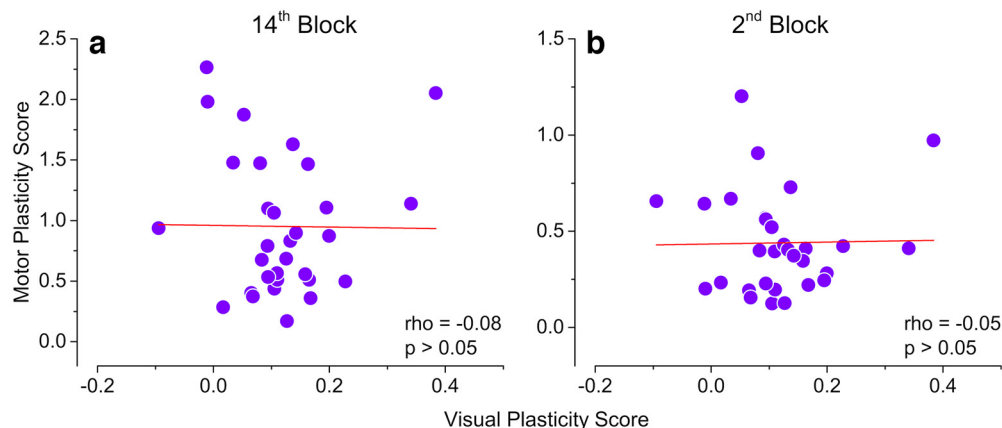 a
14th Block
Motor Plasticity Score
2.5
2.0
1.5
1.0
0.5
0.0
-0.2
0.0
0.2
0.4
rho = -0.08
p > 0.05
b
2nd Block
1.5
1.0
0.5
0.0
-0.2
0.0
0.2
0.4
rho = -0.05
p > 0.05
Visual Plasticity Score